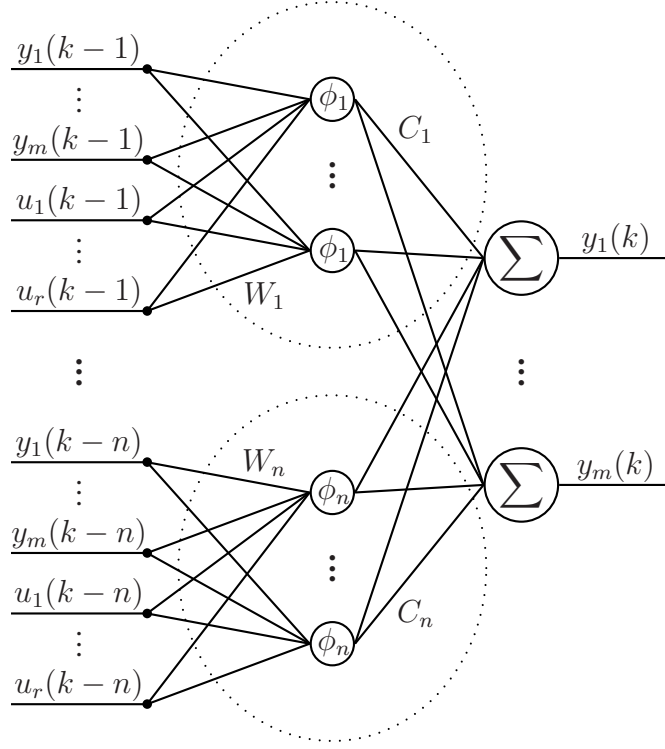 y_1(k − 1)
⋮
y_m(k − 1)
u_1(k − 1)
⋮
u_r(k − 1)
⋮
y_1(k − n)
⋮
y_m(k − n)
u_1(k − n)
⋮
u_r(k − n)
ϕ_1
⋮
ϕ_1
W_1
W_n
ϕ_n
⋮
ϕ_n
C_1
C_n
∑
⋮
∑
y_1(k)
y_m(k)